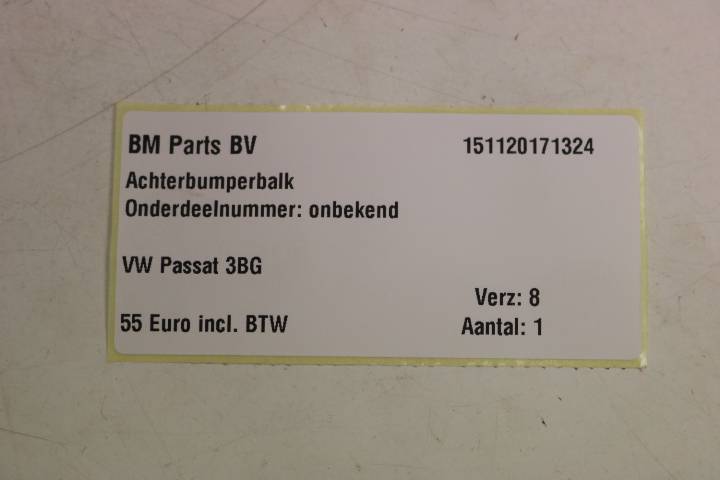 BM Parts BV 151120171324
Achterbumperbalk
Onderdeelnummer: onbekend
VW Passat 3BG
Verz: 8
55 Euro incl. BTW Aantal: 1